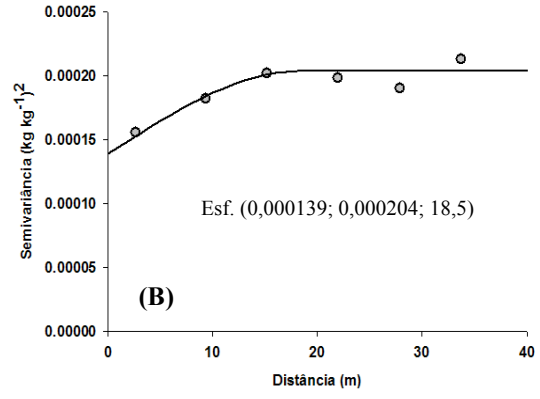 0.00025
0.00020
0.00015
0.00010
0.00005
0.00000
Semivariância (kg kg⁻¹)²
Esf. (0,000139; 0,000204; 18,5)
(B)
0 10 20 30 40
Distância (m)